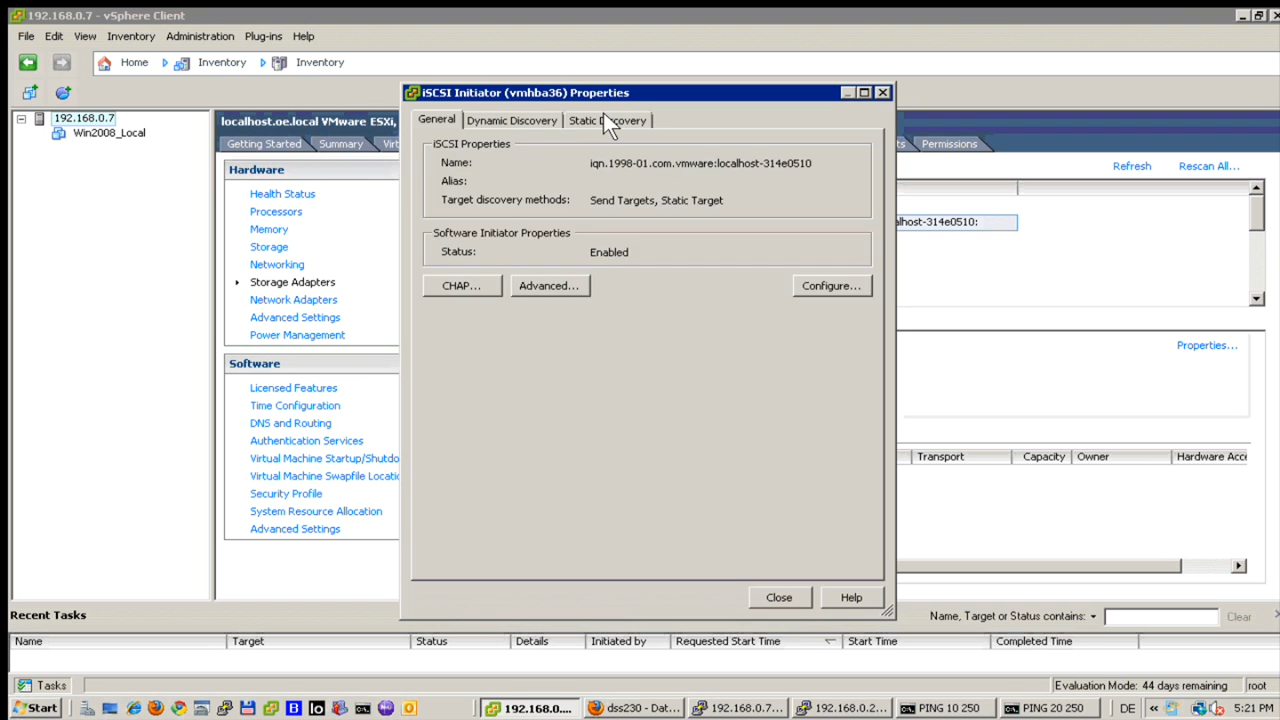 192.168.0.7 - vSphere Client
File Edit View Inventory Administration Plug-ins Help
Home Inventory Inventory
192.168.0.7
Win2008_Local
localhost.oe.local VMware ESXi,
Getting Started Summary Permissions
Hardware
Health Status
Processors
Memory
Storage
Networking
Storage Adapters
Network Adapters
Advanced Settings
Power Management
Software
Licensed Features
Time Configuration
DNS and Routing
Authentication Services
Virtual Machine Startup/Shutdo
Virtual Machine Swapfile Locatio
Security Profile
System Resource Allocation
Advanced Settings
iSCSI Initiator (vmhba36) Properties
General Dynamic Discovery Static Discovery
iSCSI Properties
Name: iqn.1998-01.com.vmware:localhost-314e0510
Alias:
Target discovery methods: Send Targets, Static Target
Software Initiator Properties
Status: Enabled
CHAP... Advanced... Configure...
Close Help
Refresh Rescan All...
alhost-314e0510:
Properties...
Transport Capacity Owner Hardware Acce
Recent Tasks
Name, Target or Status contains: Clear
Name Target Status Details Initiated by Requested Start Time Start Time Completed Time
Tasks Evaluation Mode: 44 days remaining root
Start 192.168.0.... dss230 - Dat... 192.168.0.7... 192.168.0.2... PING 10 250 PING 20 250 DE « 5:21 PM